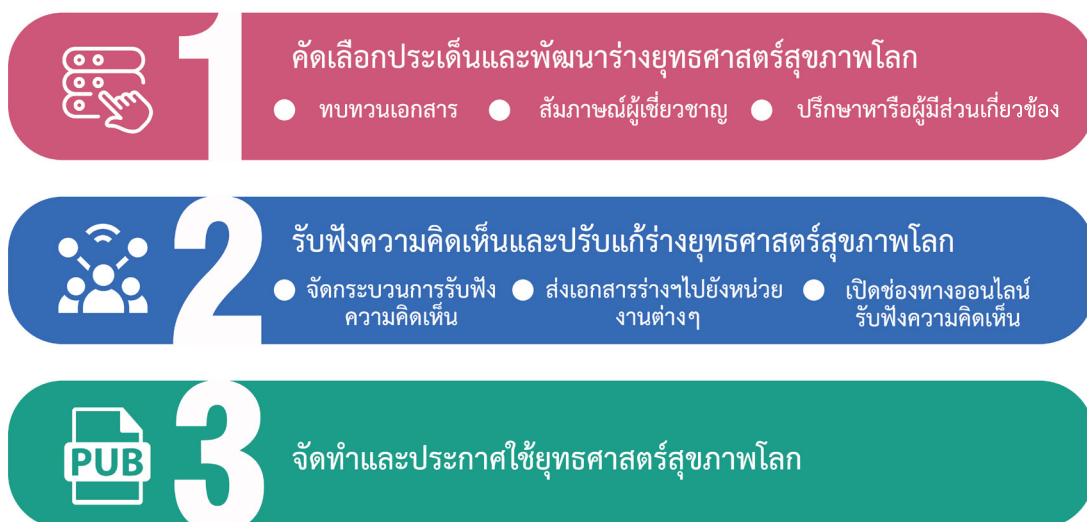 1
คัดเลือกประเด็นและพัฒนาร่างยุทธศาสตร์สุขภาพโลก
ทบทวนเอกสาร
สัมภาษณ์ผู้เชี่ยวชาญ
ปรึกษาหารือผู้มีส่วนเกี่ยวข้อง
2
รับฟังความคิดเห็นและปรับแก้ร่างยุทธศาสตร์สุขภาพโลก
จัดกระบวนการรับฟัง
ความคิดเห็น
ส่งเอกสารร่างฯไปยังหน่วย
งานต่างๆ
เปิดช่องทางออนไลน์
รับฟังความคิดเห็น
PUB
3
จัดทำและประกาศใช้ยุทธศาสตร์สุขภาพโลก